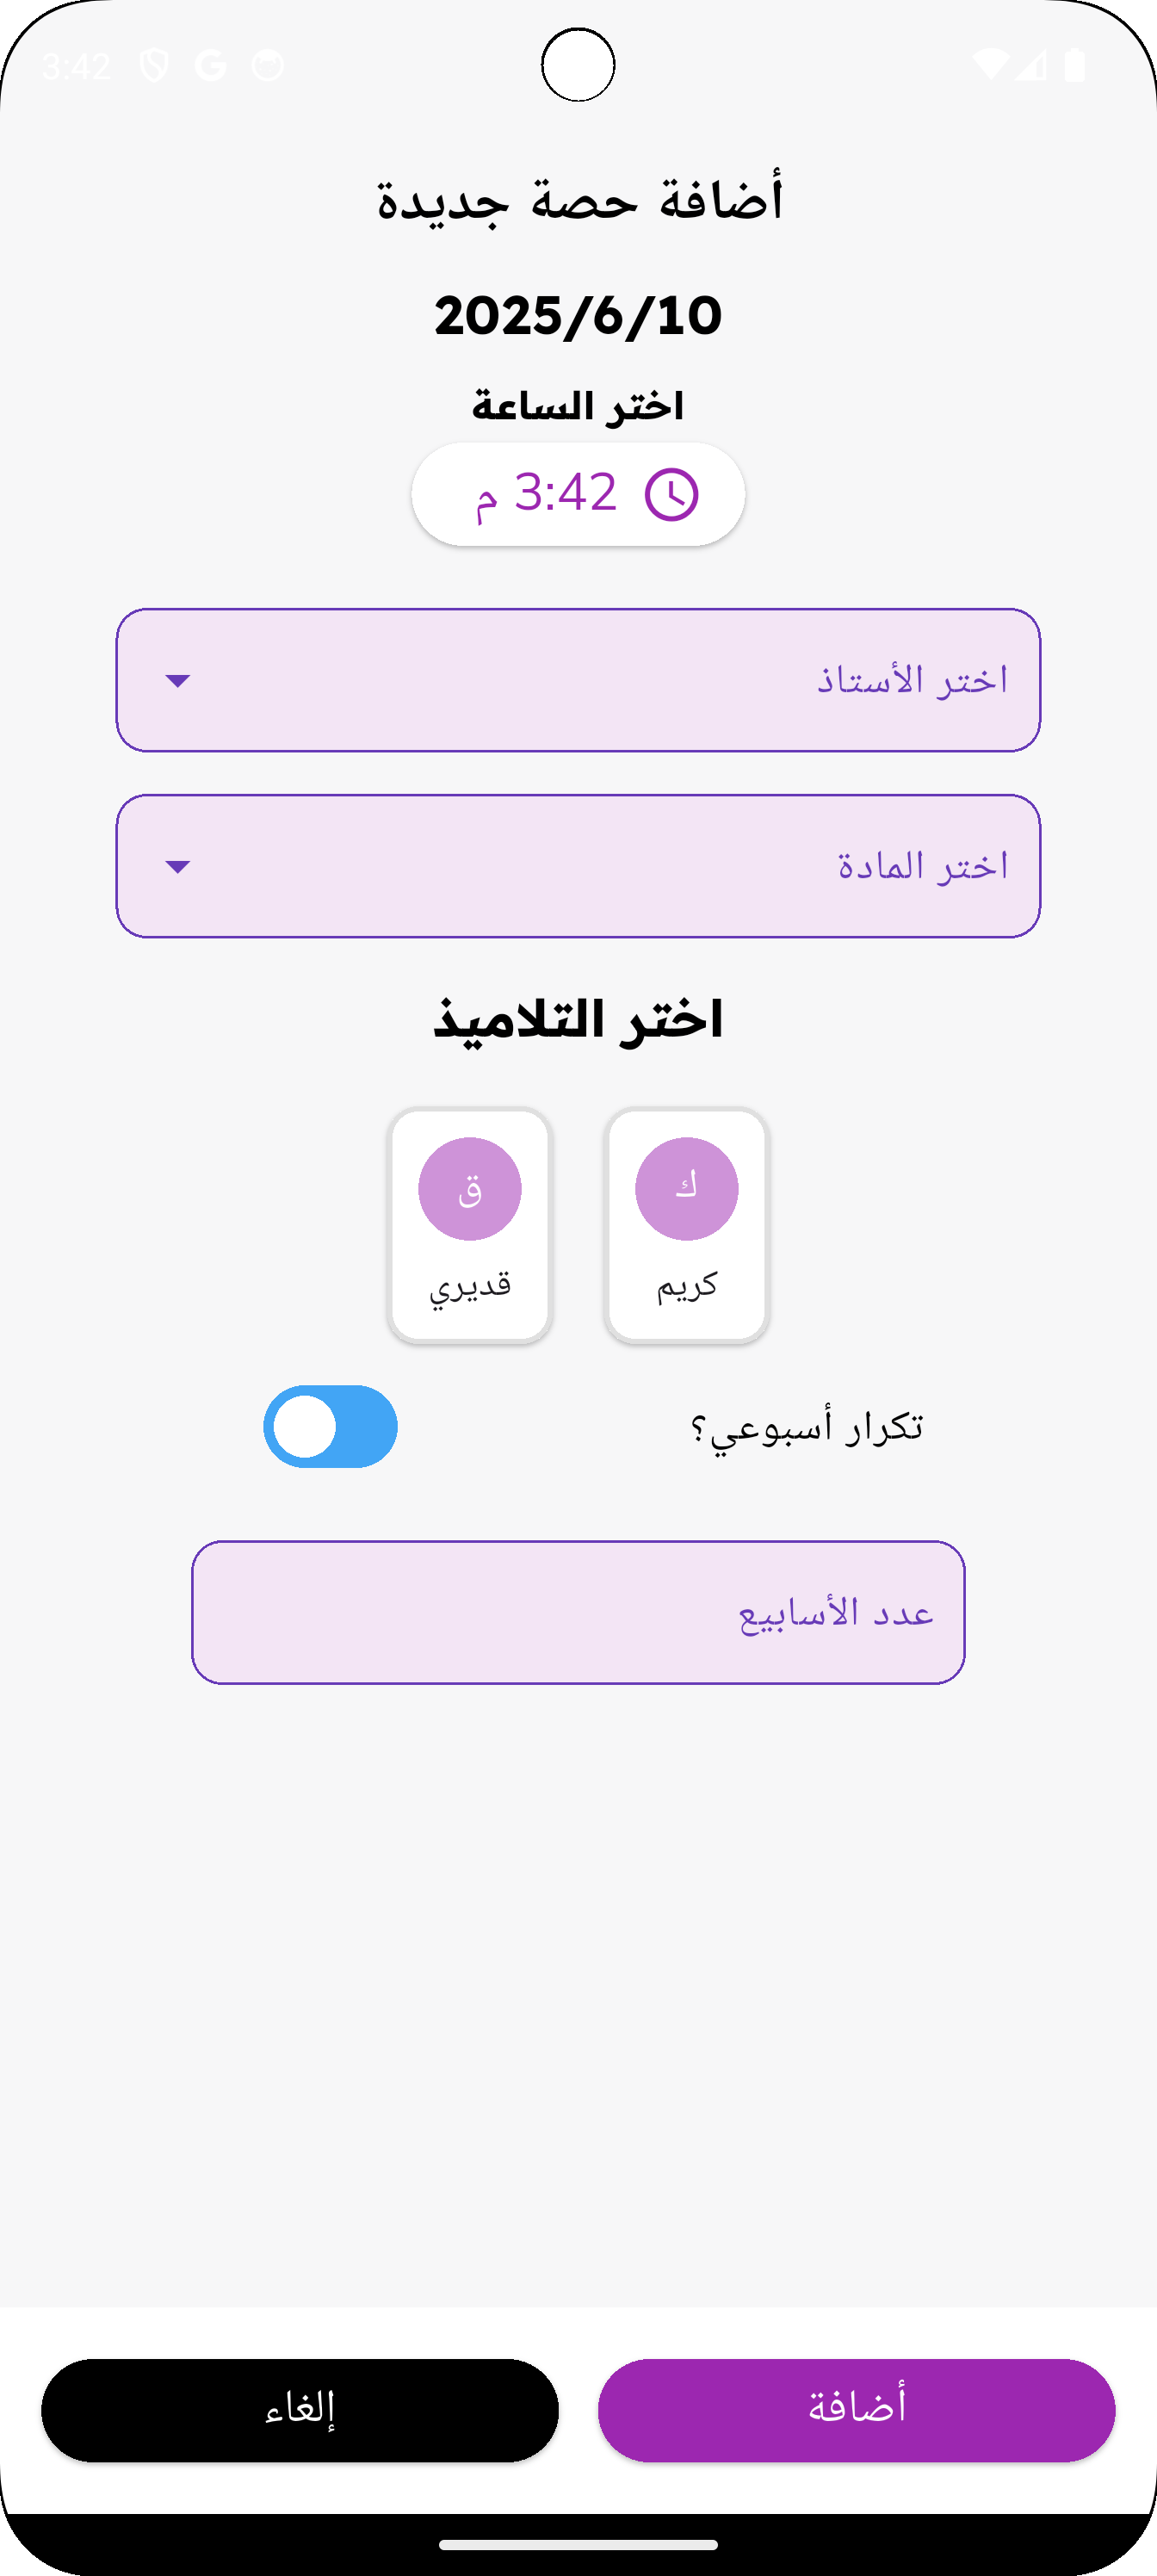 3:42
أضافة حصة جديدة
2025/6/10
اختر الساعة
3:42 م
اختر الأستاذ
اختر المادة
اختر التلاميذ
ك
ق
كريم
قديري
تكرار أسبوعي؟
عدد الأسابيع
أضافة
إلغاء